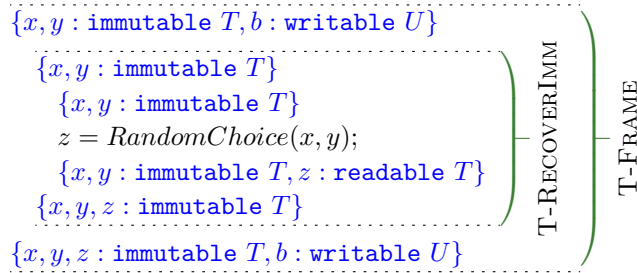 {x, y : immutable T, b : writable U}
{x, y : immutable T}
{x, y : immutable T}
z = RandomChoice(x, y);
{x, y : immutable T, z : readable T}
{x, y, z : immutable T}
{x, y, z : immutable T, b : writable U}
T-RecoverImm
T-Frame